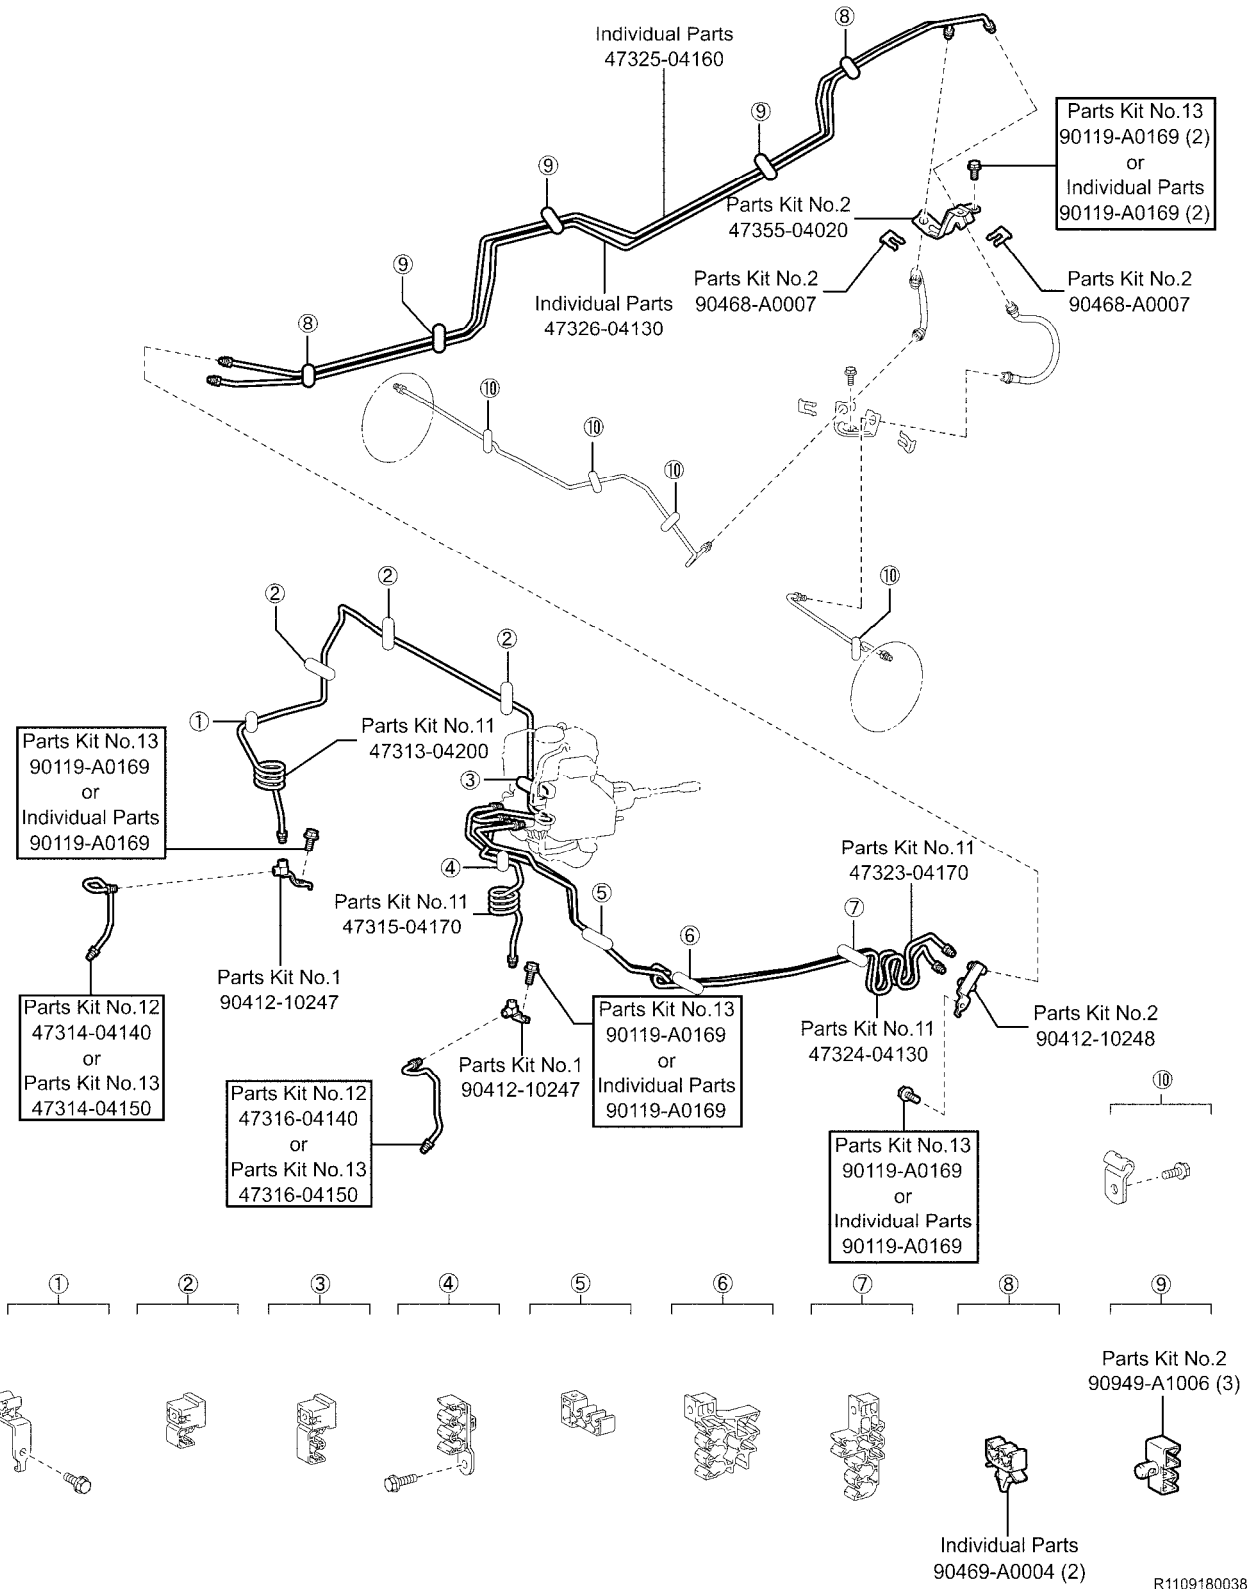 ⑧
Individual Parts
47325-04160
⑨
Parts Kit No.13
90119-A0169 (2)
or
Individual Parts
90119-A0169 (2)
⑨
Parts Kit No.2
47355-04020
⑨
Parts Kit No.2
90468-A0007
Parts Kit No.2
90468-A0007
Individual Parts
47326-04130
⑧
⑩
⑩
⑩
⑩
②
②
②
①
Parts Kit No.11
47313-04200
Parts Kit No.13
90119-A0169
or
Individual Parts
90119-A0169
③
④
Parts Kit No.11
47323-04170
Parts Kit No.11
47315-04170
⑤
⑥
⑦
Parts Kit No.1
90412-10247
Parts Kit No.12
47314-04140
or
Parts Kit No.13
47314-04150
Parts Kit No.13
90119-A0169
or
Individual Parts
90119-A0169
Parts Kit No.11
47324-04130
Parts Kit No.2
90412-10248
Parts Kit No.1
90412-10247
Parts Kit No.12
47316-04140
or
Parts Kit No.13
47316-04150
Parts Kit No.13
90119-A0169
or
Individual Parts
90119-A0169
⑩
①
②
③
④
⑤
⑥
⑦
⑧
⑨
Parts Kit No.2
90949-A1006 (3)
Individual Parts
90469-A0004 (2)
R1109180038